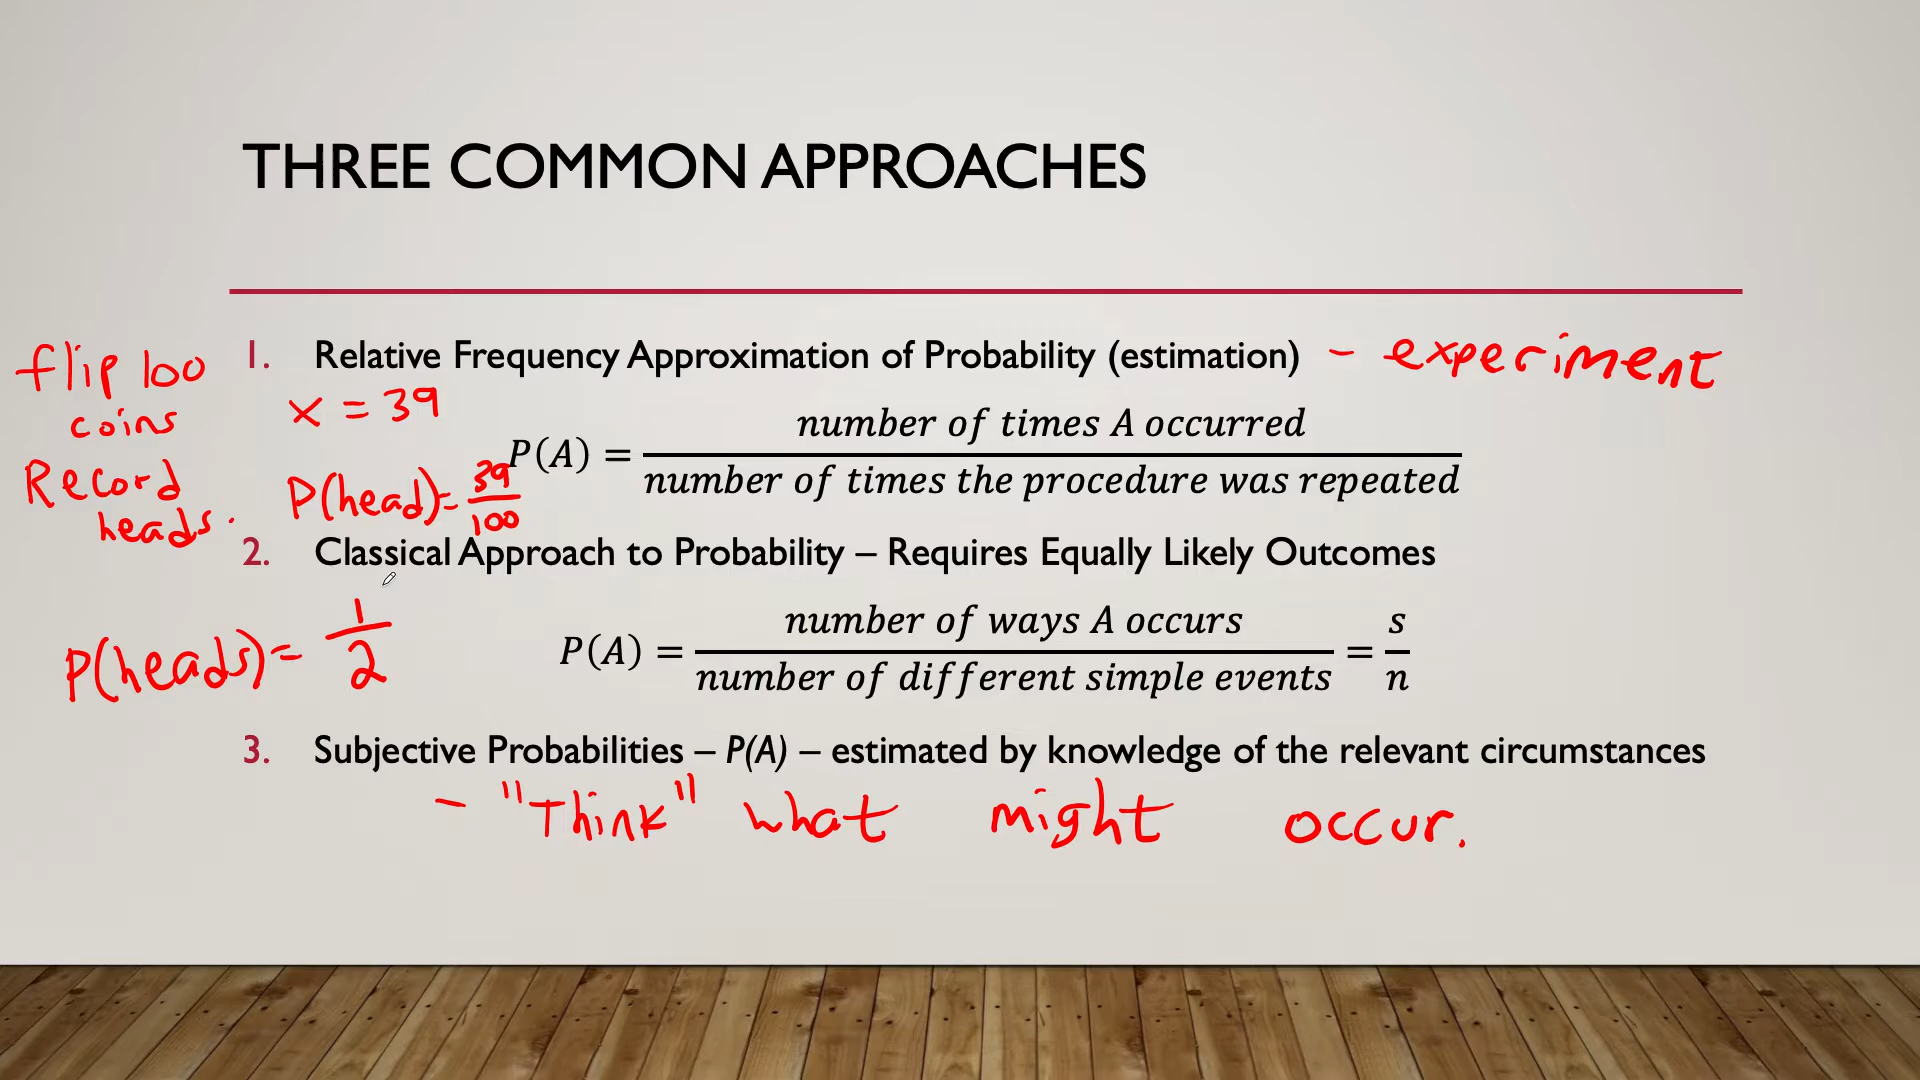 THREE COMMON APPROACHES
flip 100
coins
Record
heads.
1. Relative Frequency Approximation of Probability (estimation) - experiment
x = 39
P(A) = number of times A occurred / number of times the procedure was repeated
P(head) = 39/100
2. Classical Approach to Probability – Requires Equally Likely Outcomes
P(heads) = 1/2
P(A) = number of ways A occurs / number of different simple events = s/n
3. Subjective Probabilities – P(A) – estimated by knowledge of the relevant circumstances
- "Think" what might occur.